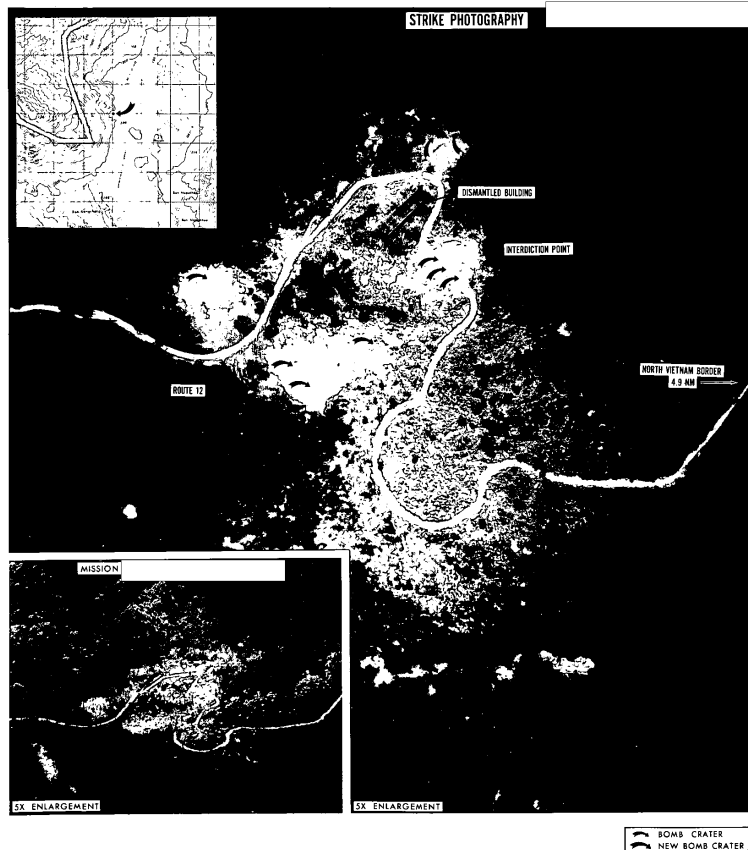 STRIKE PHOTOGRAPHY
DISMANTLED BUILDING
INTERDICTION POINT
NORTH VIETNAM BORDER
4.9 NM
ROUTE 12
MISSION
5X ENLARGEMENT
5X ENLARGEMENT
BOMB CRATER
NEW BOMB CRATER